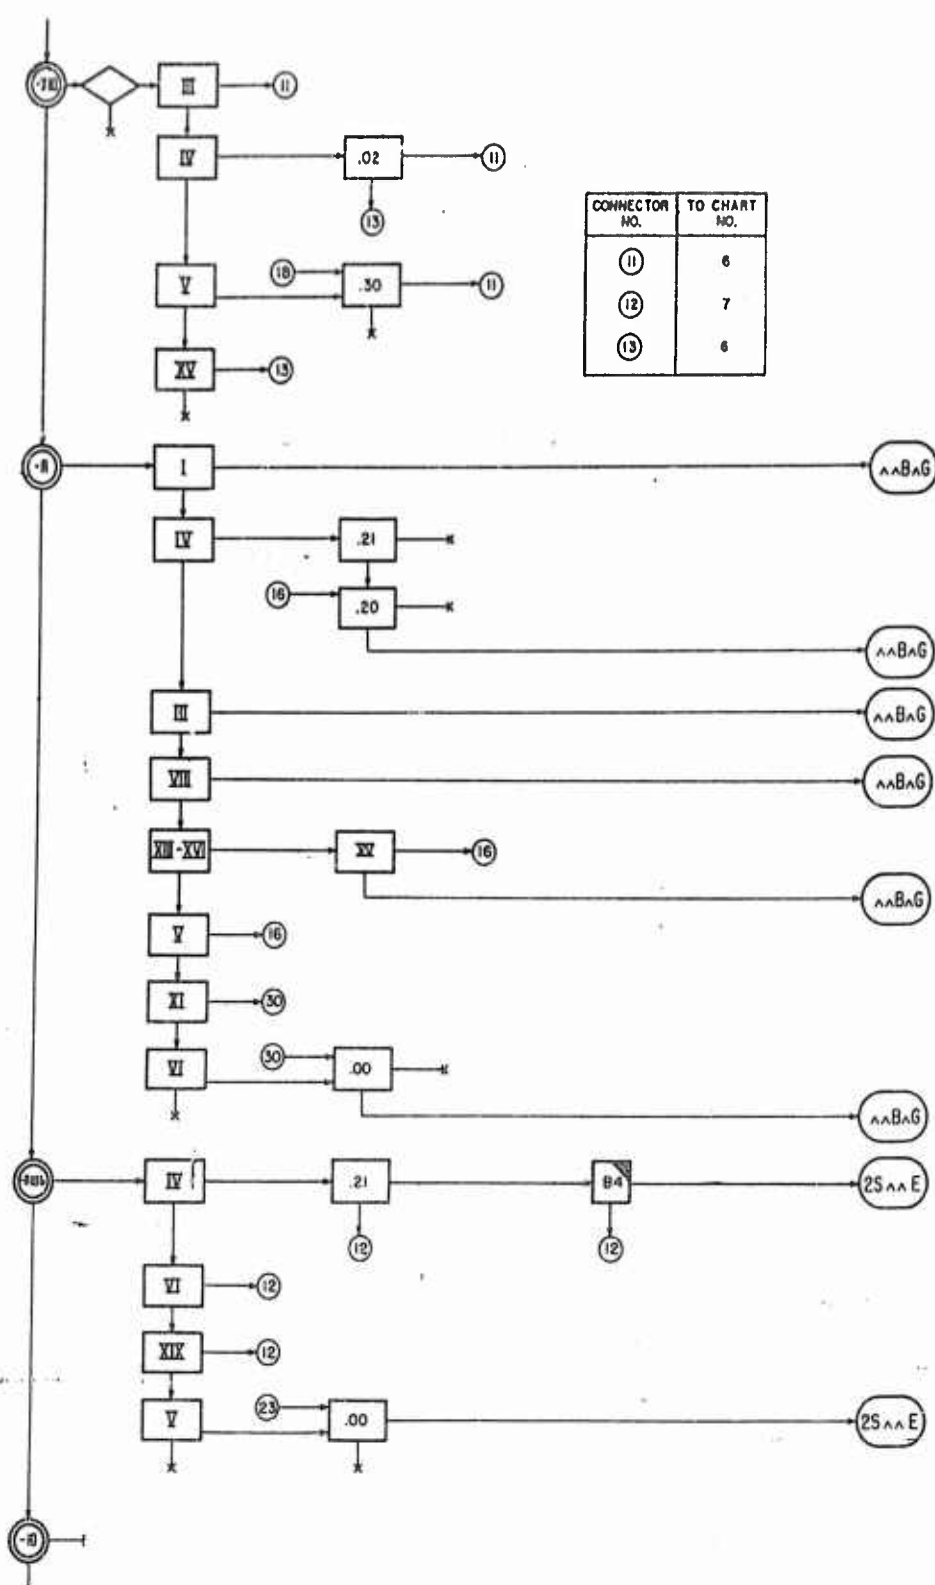 III
11
IV
.02
11
13
CONNECTOR NO.
TO CHART NO.
11
6
12
7
13
6
18
V
.30
11
XV
13
-Я
I
^^B^G
IV
.21
16
.20
^^B^G
III
^^B^G
VIII
^^B^G
XIII-XVI
XV
16
^^B^G
V
16
XI
30
30
VI
.00
^^B^G
IV
.21
B4
2S^^E
12
12
VI
12
XIX
12
23
V
.00
2S^^E
-Ю